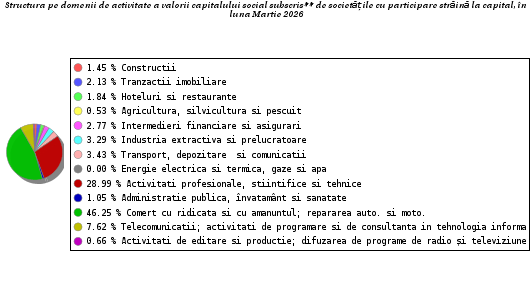 Structura pe domenii de activitate a valorii capitalului social subscris** de societăţile cu participare străină la capital, în
luna Martie 2026
1.45 % Constructii
2.13 % Tranzactii imobiliare
1.84 % Hoteluri si restaurante
0.53 % Agricultura, silvicultura si pescuit
2.77 % Intermedieri financiare si asigurari
3.29 % Industria extractiva si prelucratoare
3.43 % Transport, depozitare si comunicatii
0.00 % Energie electrica si termica, gaze si apa
28.99 % Activitati profesionale, stiintifice si tehnice
1.05 % Administratie publica, învatamânt si sanatate
46.25 % Comert cu ridicata si cu amanuntul; repararea auto. si moto.
7.62 % Telecomunicatii; activitati de programare si de consultanta in tehnologia informa
0.66 % Activitati de editare si productie; difuzarea de programe de radio şi televiziune